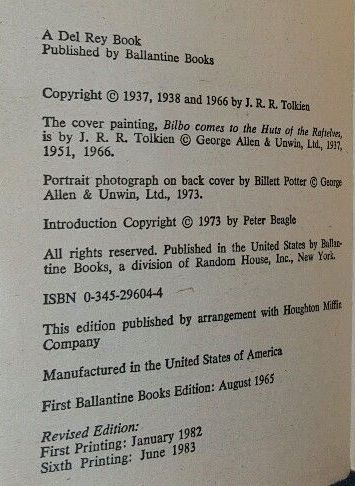 A Del Rey Book
Published by Ballantine Books
Copyright © 1937, 1938 and 1966 by J. R. R. Tolkien
The cover painting, Bilbo comes to the Huts of the Raftelves,
is by J. R. R. Tolkien © George Allen & Unwin, Ltd., 1937,
1951, 1966.
Portrait photograph on back cover by Billett Potter © George
Allen & Unwin, Ltd., 1973.
Introduction Copyright © 1973 by Peter Beagle
All rights reserved. Published in the United States by Ballan-
tine Books, a division of Random House, Inc., New York.
ISBN 0-345-29604-4
This edition published by arrangement with Houghton Mifflin
Company
Manufactured in the United States of America
First Ballantine Books Edition: August 1965
Revised Edition:
First Printing: January 1982
Sixth Printing: June 1983